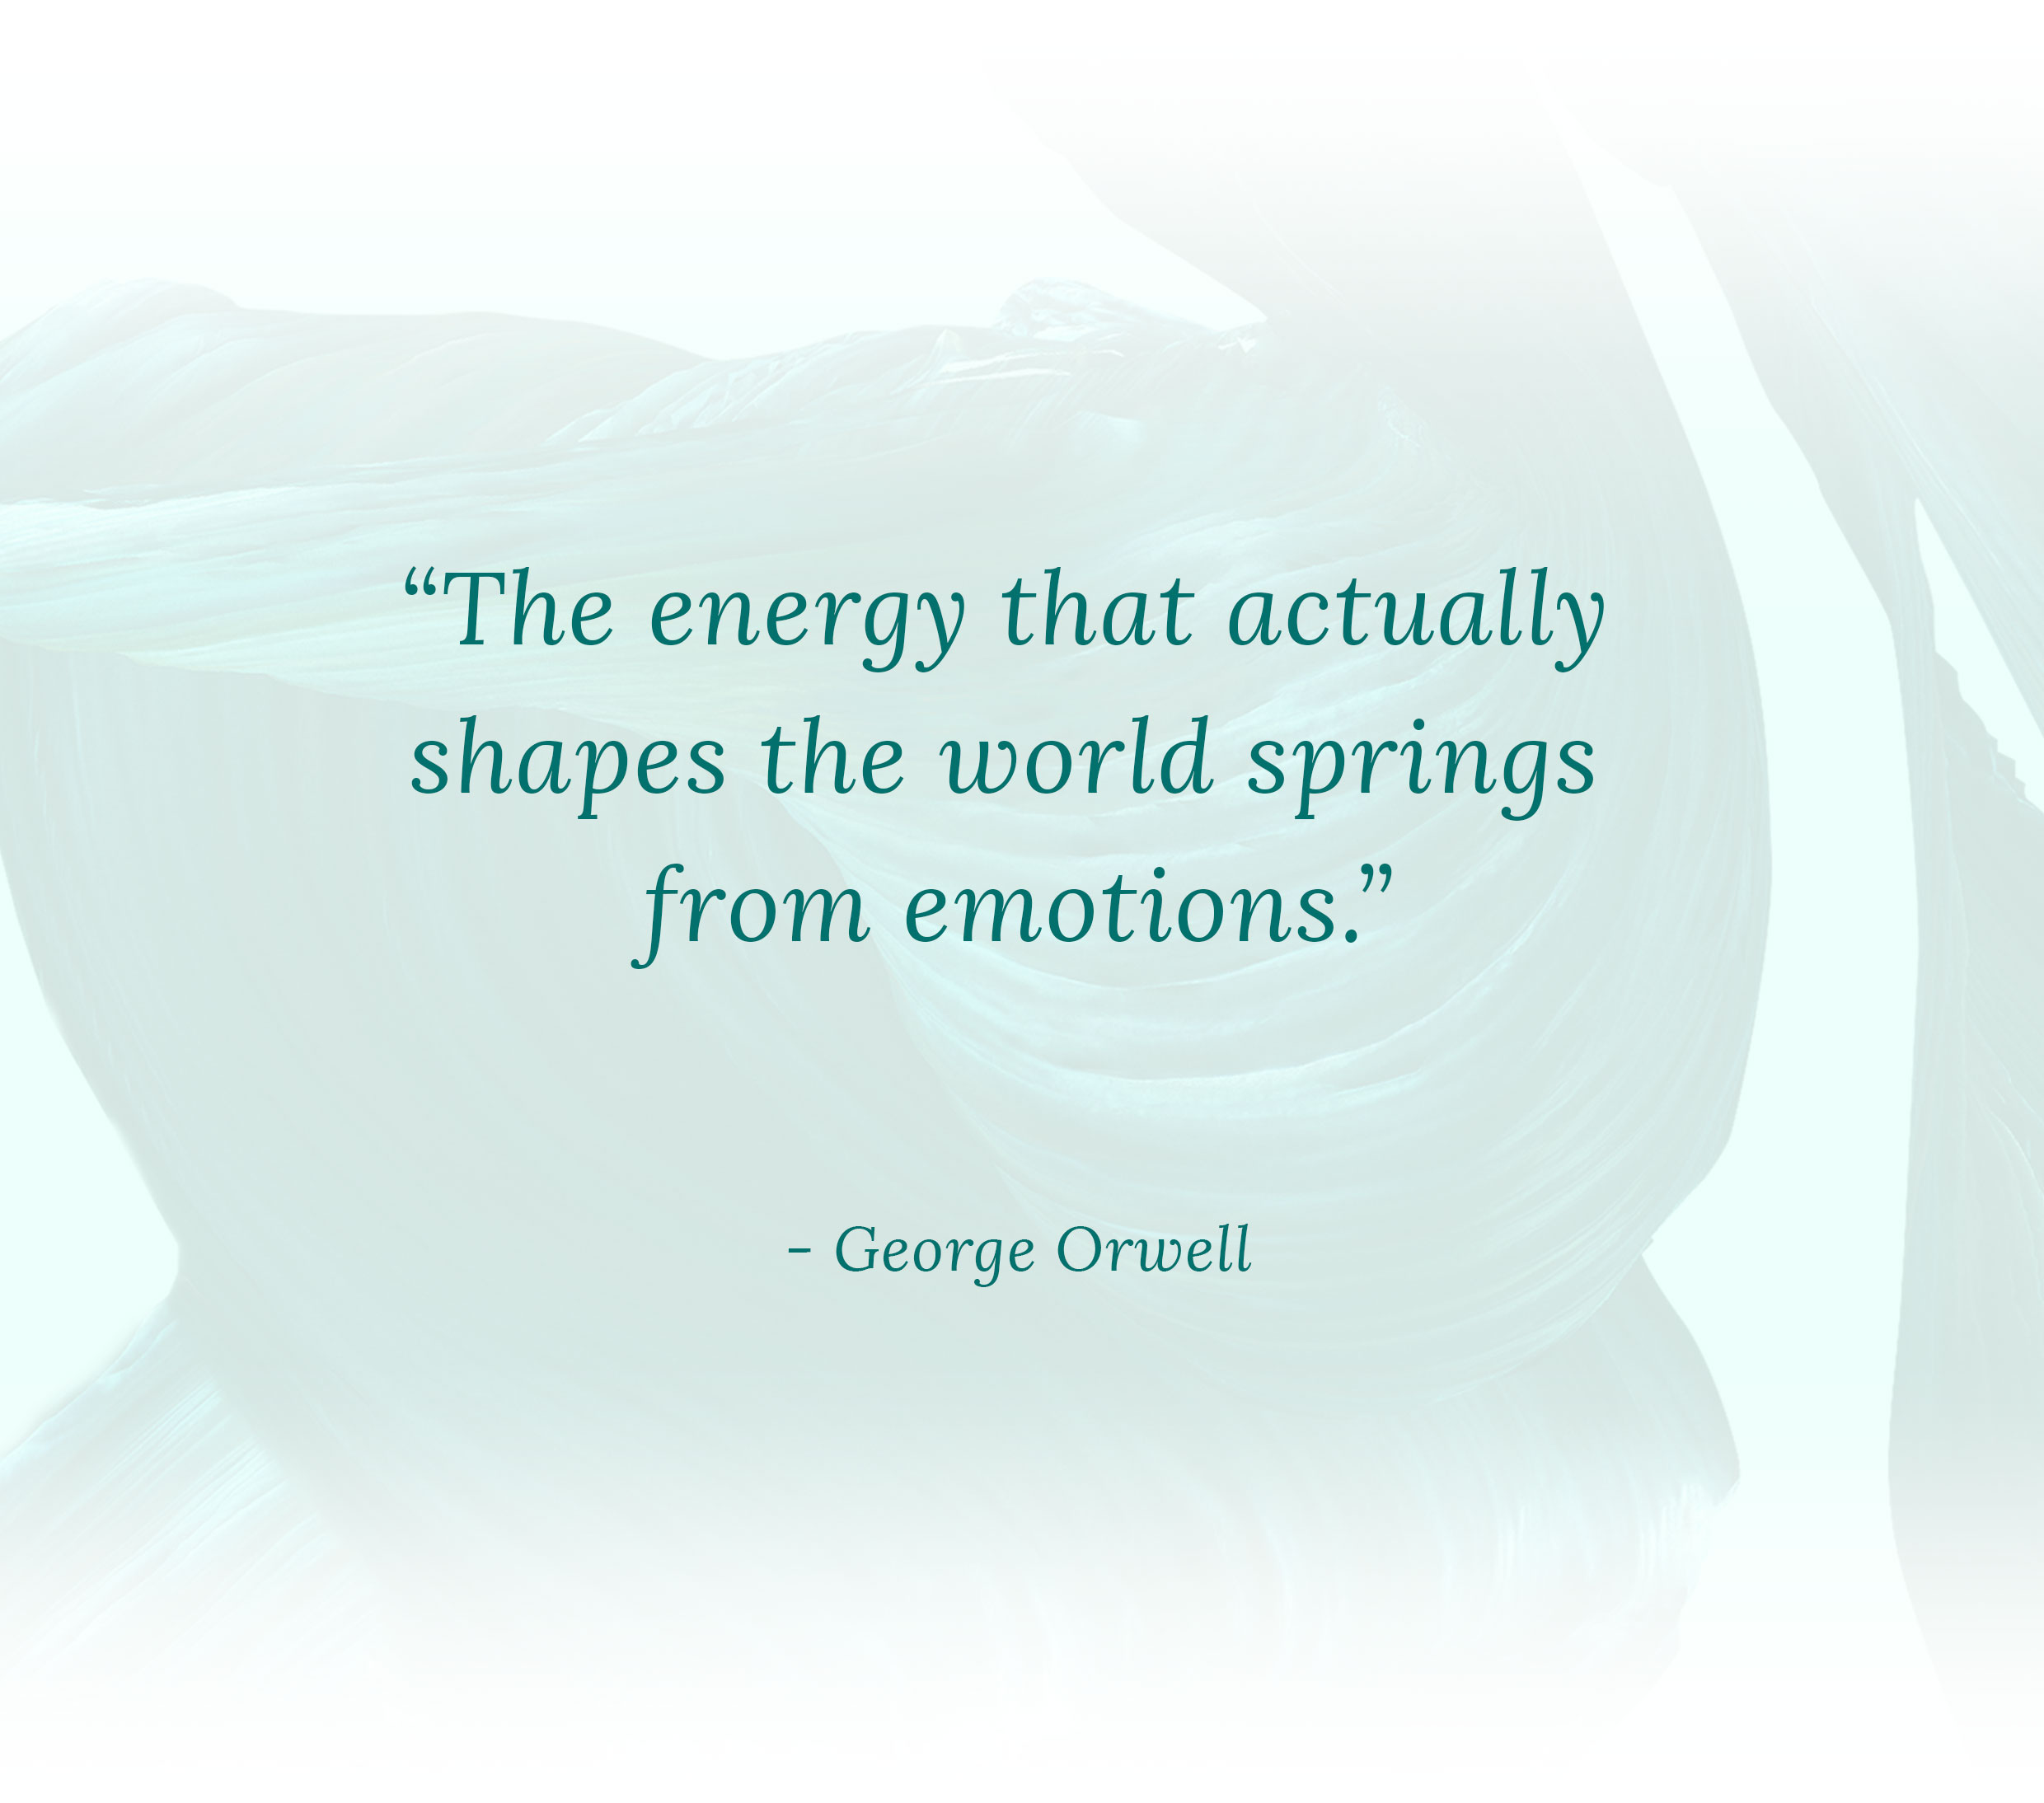 “The energy that actually
shapes the world springs
from emotions.”
- George Orwell